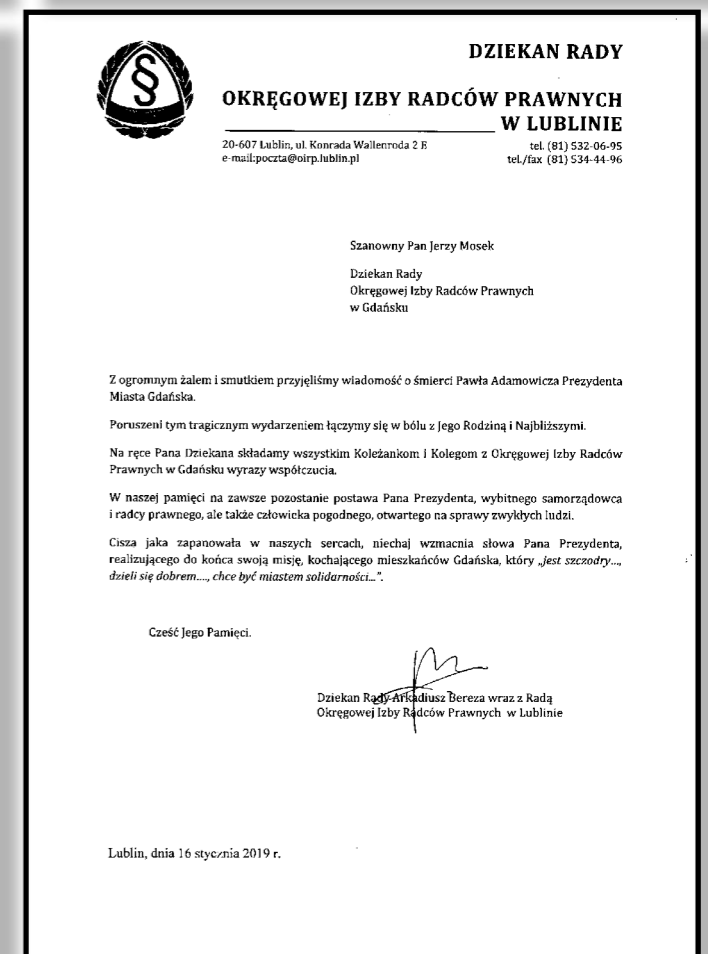 §
DZIEKAN RADY
OKRĘGOWEJ IZBY RADCÓW PRAWNYCH
W LUBLINIE
20-607 Lublin, ul. Konrada Wallenroda 2 E
tel. (81) 532-06-95
e-mail:poczta@oirp.lublin.pl
tel./fax (81) 534-44-96
Szanowny Pan Jerzy Mosek
Dziekan Rady
Okręgowej Izby Radców Prawnych
w Gdańsku
Z ogromnym żalem i smutkiem przyjęliśmy wiadomość o śmierci Pawła Adamowicza Prezydenta
Miasta Gdańska.
Poruszeni tym tragicznym wydarzeniem łączymy się w bólu z Jego Rodziną i Najbliższymi.
Na ręce Pana Dziekana składamy wszystkim Koleżankom i Kolegom z Okręgowej Izby Radców
Prawnych w Gdańsku wyrazy współczucia.
W naszej pamięci na zawsze pozostanie postawa Pana Prezydenta, wybitnego samorządowca
i radcy prawnego, ale także człowieka pogodnego, otwartego na sprawy zwykłych ludzi.
Cisza jaka zapanowała w naszych sercach, niechaj wzmacnia słowa Pana Prezydenta,
realizującego do końca swoją misję, kochającego mieszkańców Gdańska, który „jest szczodry...,
dzieli się dobrem...., chce być miastem solidarności...”.
Cześć Jego Pamięci.
Dziekan Rady Arkadiusz Bereza wraz z Radą
Okręgowej Izby Radców Prawnych w Lublinie
Lublin, dnia 16 stycznia 2019 r.